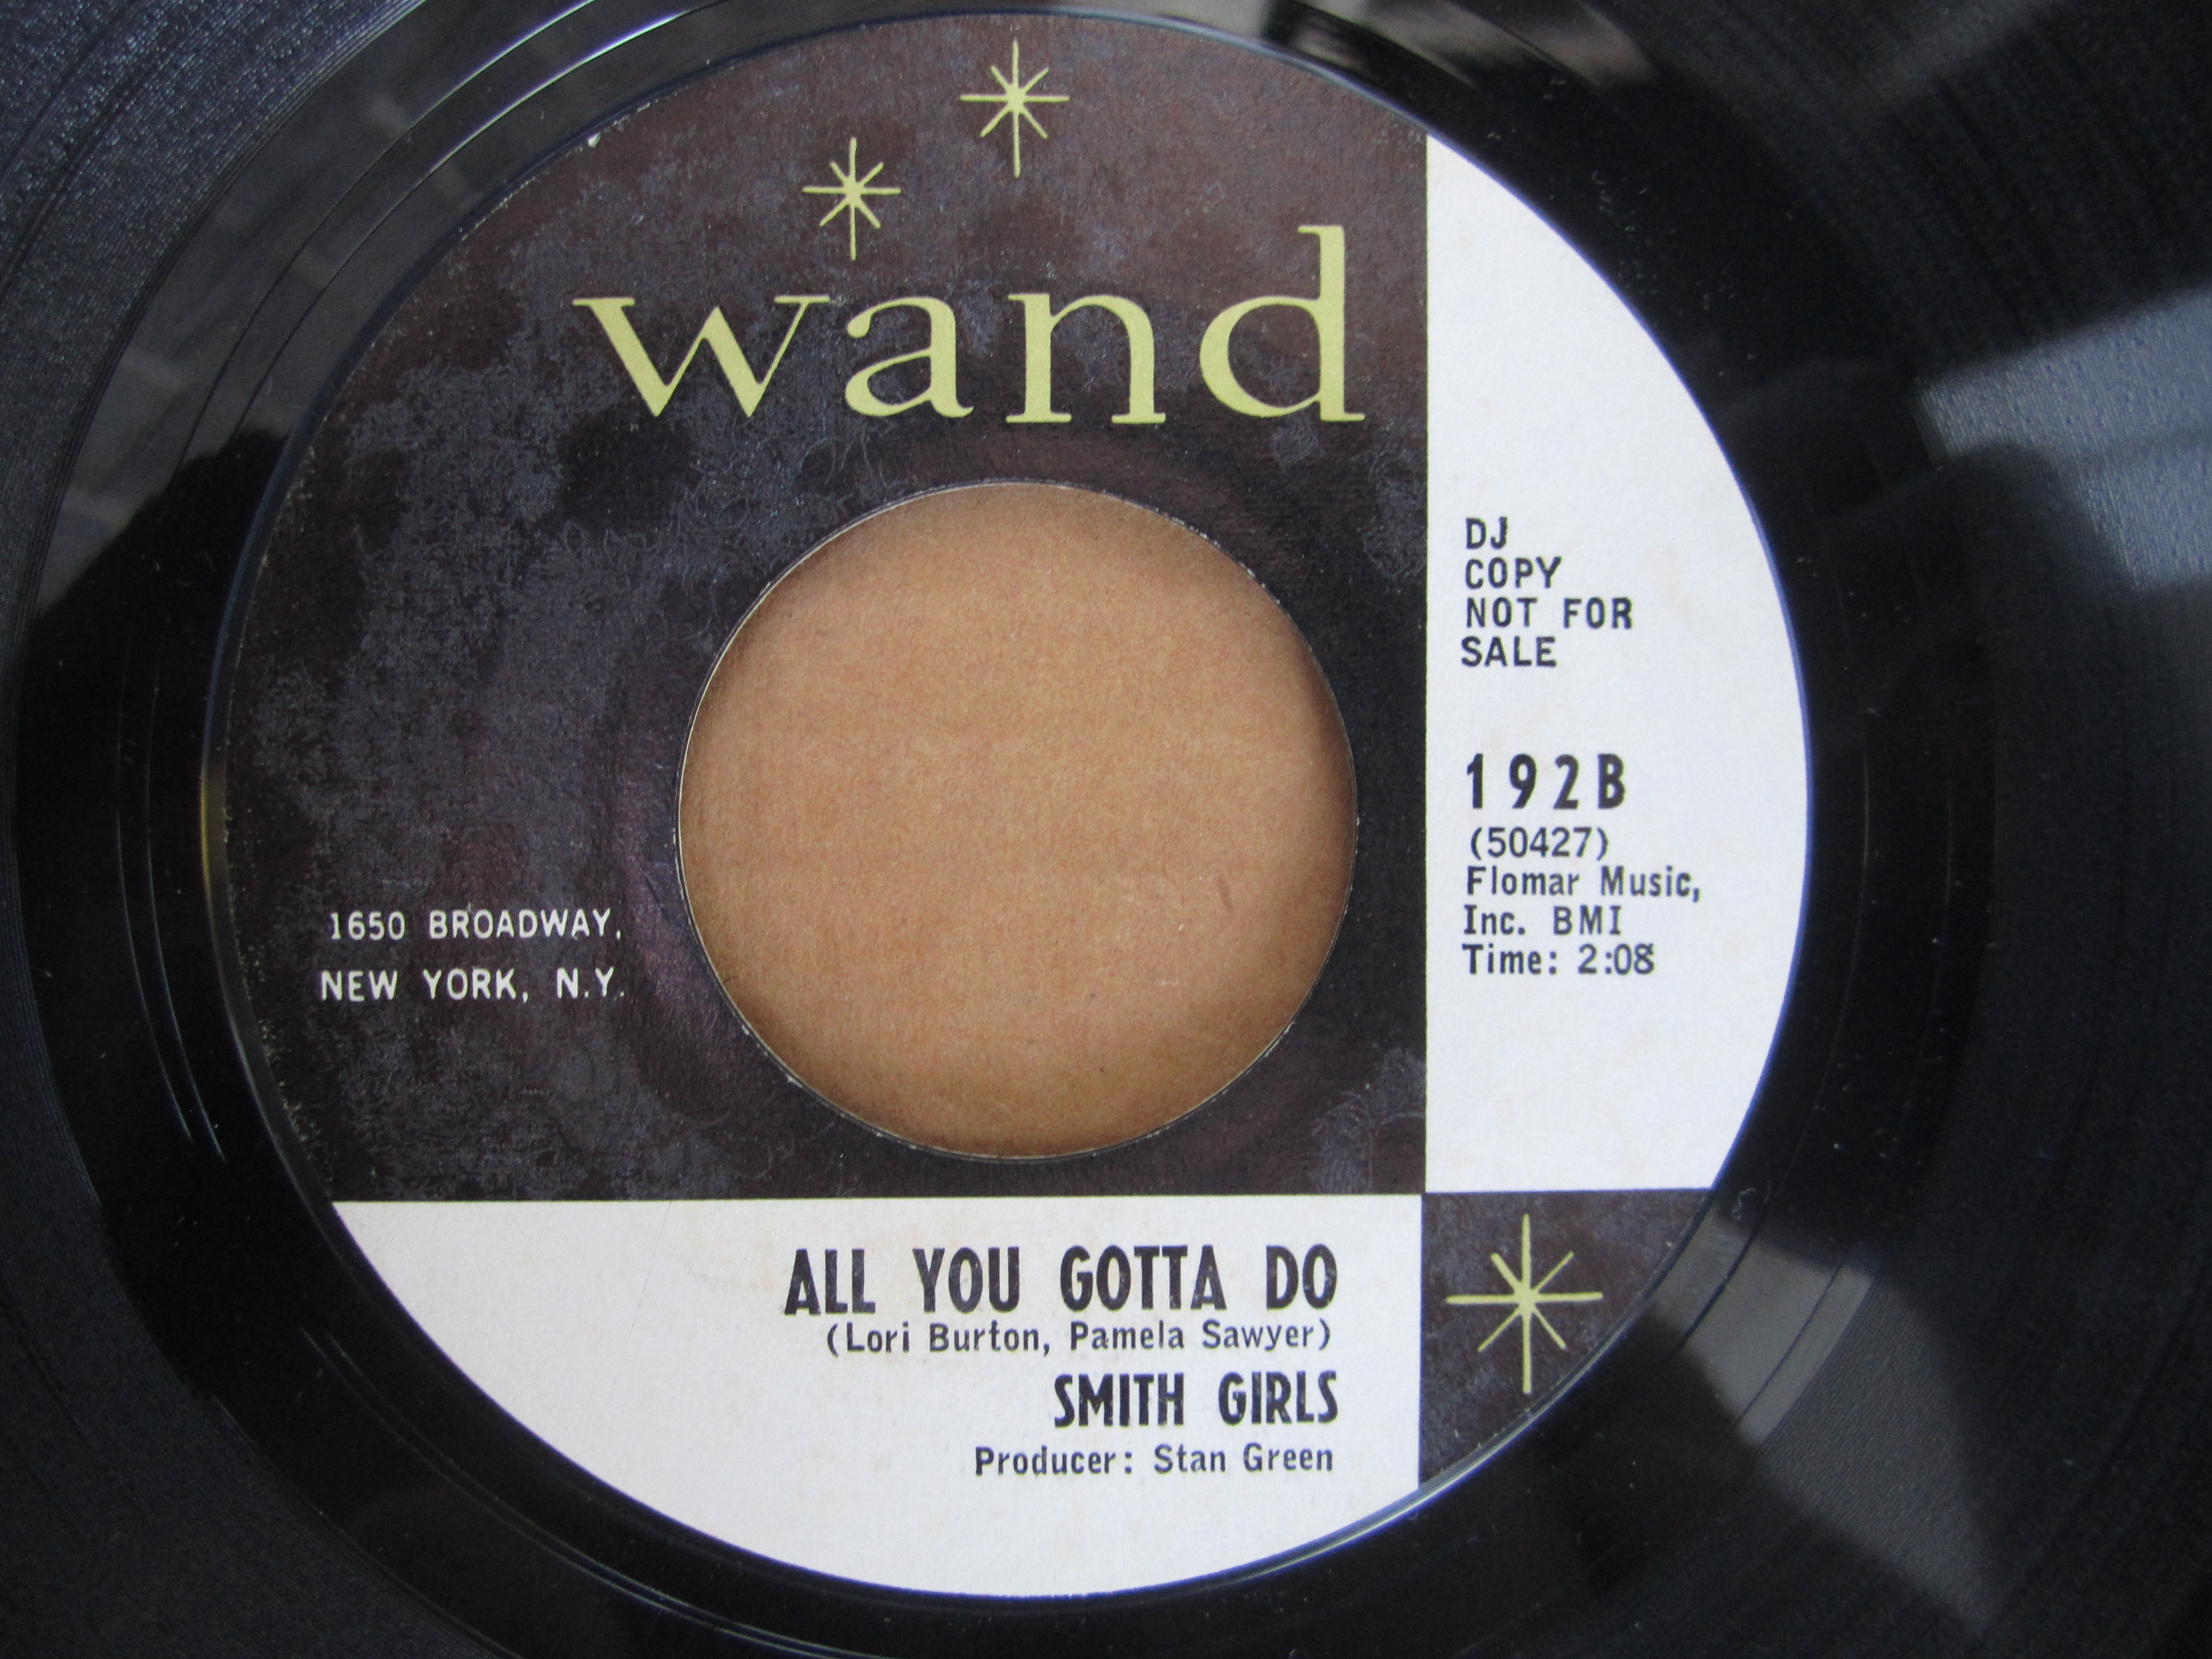 wand
DJ
COPY
NOT FOR
SALE
192B
(50427)
Flomar Music,
Inc. BMI
Time: 2:08
1650 BROADWAY,
NEW YORK, N.Y.
ALL YOU GOTTA DO
(Lori Burton, Pamela Sawyer)
SMITH GIRLS
Producer: Stan Green